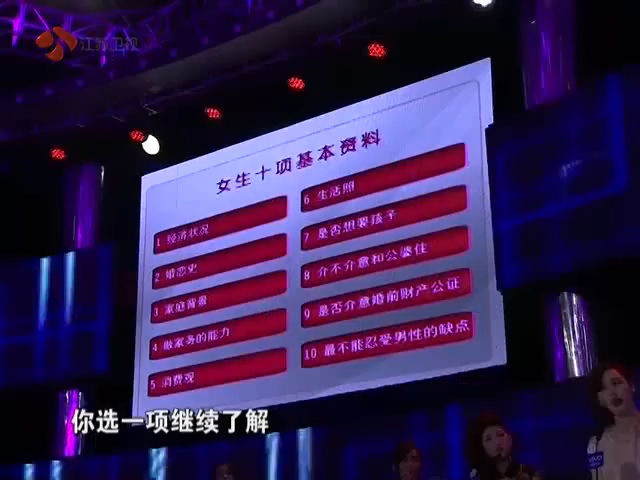 江苏卫视
女生十项基本资料
1 经济状况
2 婚恋史
3 家庭背景
4 做家务的能力
5 消费观
6 生活照
7 是否想要孩子
8 介不介意和公婆住
9 是否介意婚前财产公证
10 最不能忍受男性的缺点
你选一项继续了解
vivo